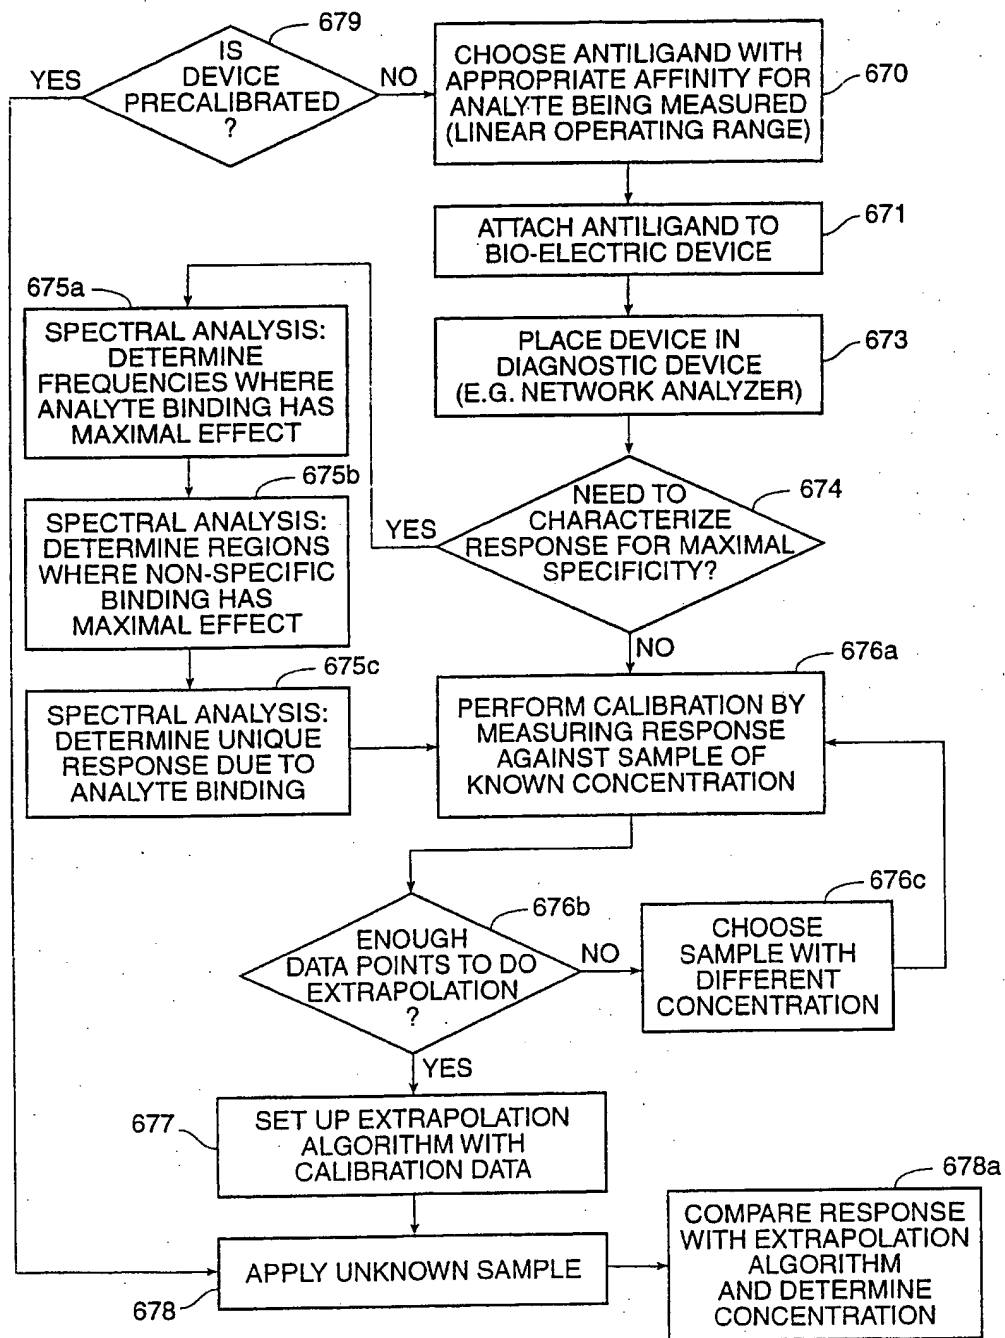 679
IS
DEVICE
PRECALIBRATED
?
YES
NO
CHOOSE ANTILIGAND WITH
APPROPRIATE AFFINITY FOR
ANALYTE BEING MEASURED
(LINEAR OPERATING RANGE)
670
ATTACH ANTILIGAND TO
BIO-ELECTRIC DEVICE
671
PLACE DEVICE IN
DIAGNOSTIC DEVICE
(E.G. NETWORK ANALYZER)
673
NEED TO
CHARACTERIZE
RESPONSE FOR MAXIMAL
SPECIFICITY?
674
YES
NO
675a
SPECTRAL ANALYSIS:
DETERMINE
FREQUENCIES WHERE
ANALYTE BINDING HAS
MAXIMAL EFFECT
675b
SPECTRAL ANALYSIS:
DETERMINE REGIONS
WHERE NON-SPECIFIC
BINDING HAS
MAXIMAL EFFECT
675c
SPECTRAL ANALYSIS:
DETERMINE UNIQUE
RESPONSE DUE TO
ANALYTE BINDING
676a
PERFORM CALIBRATION BY
MEASURING RESPONSE
AGAINST SAMPLE OF
KNOWN CONCENTRATION
676b
ENOUGH
DATA POINTS TO DO
EXTRAPOLATION
?
NO
YES
676c
CHOOSE
SAMPLE WITH
DIFFERENT
CONCENTRATION
677
SET UP EXTRAPOLATION
ALGORITHM WITH
CALIBRATION DATA
APPLY UNKNOWN SAMPLE
678
678a
COMPARE RESPONSE
WITH EXTRAPOLATION
ALGORITHM
AND DETERMINE
CONCENTRATION